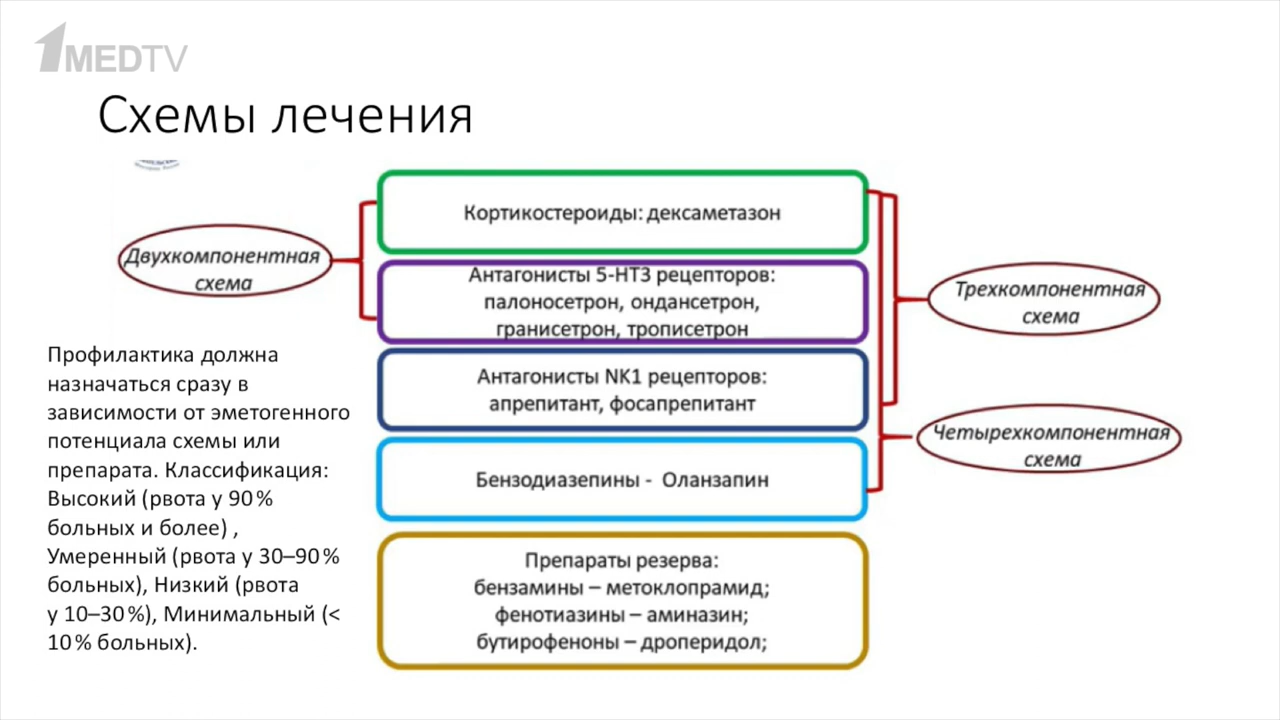 1MEDTV
Схемы лечения
Двухкомпонентная
схема
Кортикостероиды: дексаметазон
Антагонисты 5-НТ3 рецепторов:
палоносетрон, ондансетрон,
гранисетрон, трописетрон
Антагонисты NK1 рецепторов:
апрепитант, фосапрепитант
Бензодиазепины - Оланзапин
Препараты резерва:
бензамины – метоклопрамид;
фенотиазины – аминазин;
бутирофеноны – дроперидол;
Трехкомпонентная
схема
Четырехкомпонентная
схема
Профилактика должна
назначаться сразу в
зависимости от эметогенного
потенциала схемы или
препарата. Классификация:
Высокий (рвота у 90 %
больных и более) ,
Умеренный (рвота у 30–90 %
больных), Низкий (рвота
у 10–30 %), Минимальный (<
10 % больных).